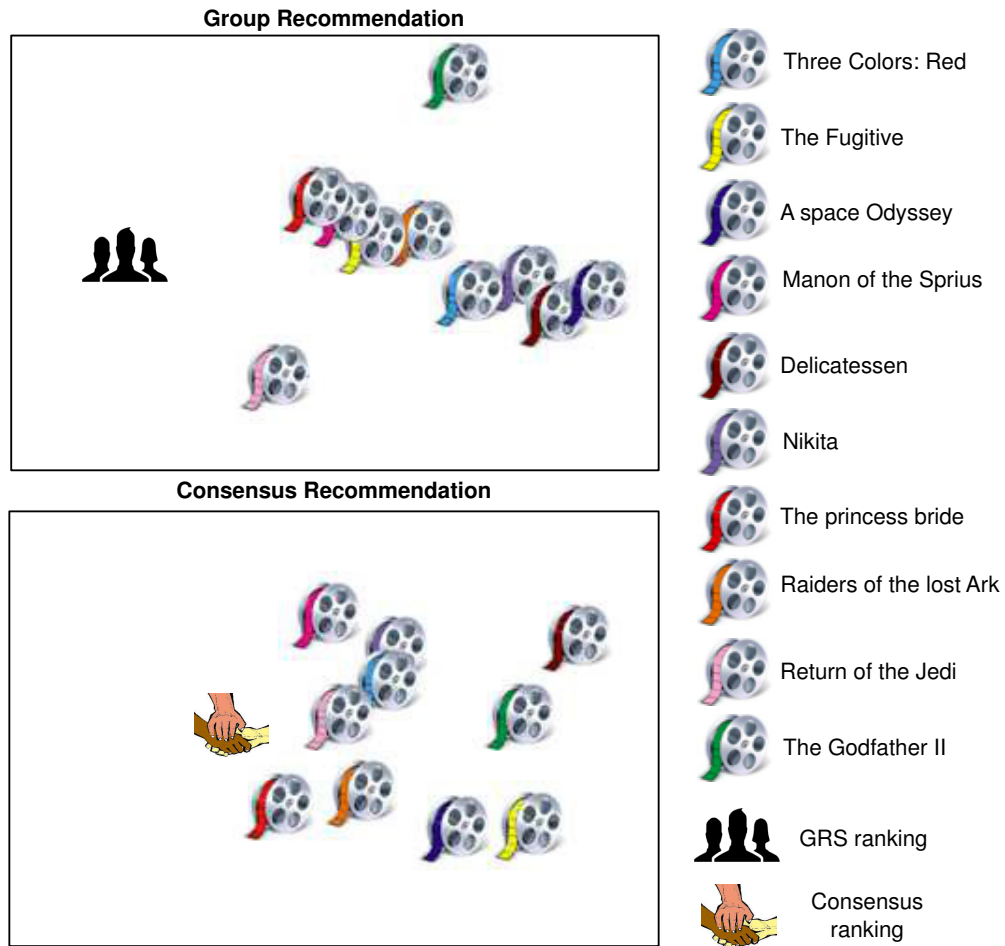 Group Recommendation
Three Colors: Red
The Fugitive
A space Odyssey
Manon of the Sprius
Delicatessen
Nikita
Consensus Recommendation
The princess bride
Raiders of the lost Ark
Return of the Jedi
The Godfather II
GRS ranking
Consensus
ranking